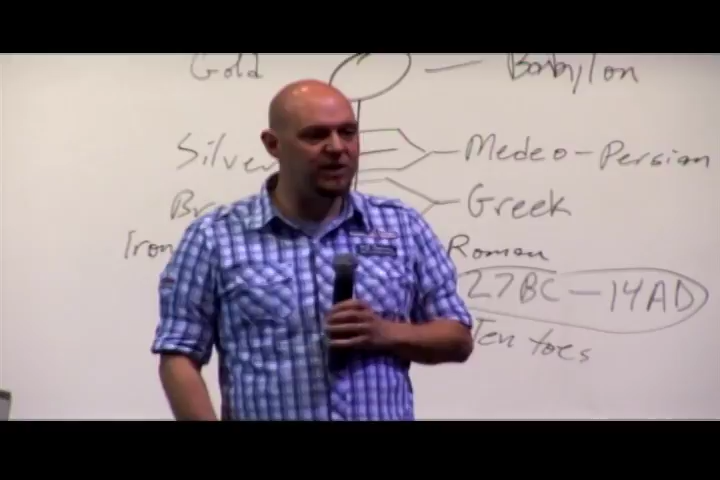 Gold Babylon
Silver Medeo-Persian
Greek
Iron Roman
27BC - 14AD
Ten toes